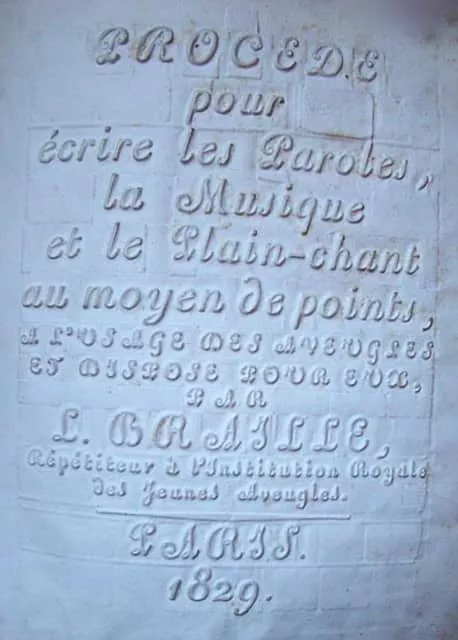 PROCEDE
pour
écrire les Paroles,
la Musique
et le Plain-chant
au moyen de points,
A L'USAGE DES AVEUGLES
ET DISPOSE POUR EUX,
PAR
L. BRAILLE,
Répétiteur à l'Institution Royale
des Jeunes Aveugles.
PARIS.
1829.